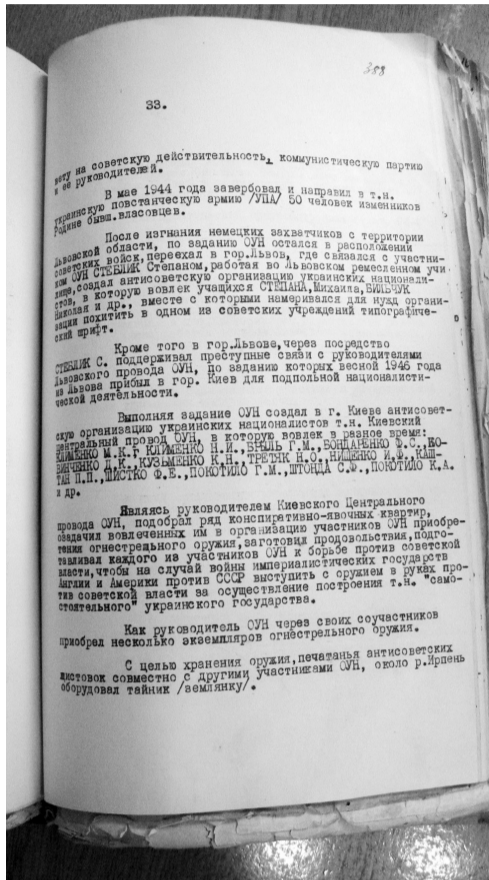 388
33.
вету на советскую действительность, коммунистическую партию
и ее руководителей.
В мае 1944 года завербовал и направил в т.н.
украинскую повстанческую армию /УПА/ 50 человек изменников
Родине бывш.власовцев.
После изгнания немецких захватчиков с территории
Львовской области, по заданию ОУН остался в расположении
советских войск,переехал в гор.Львов, где связался с участни-
ком ОУН СТЕБЛИК Степаном,работая во Львовском ремесленном учи-
лище,создал антисоветскую организацию украинских национали-
стов, в которую вовлек учащихся СТЕПАНА,Михаила,БИЛЬЧУК
Николая и др., вместе с которыми намеривался для нужд органи-
зации похитить в одном из советских учреждений типографиче-
ский шрифт.
Кроме того в гор.Львове,через посредство
СТЕБЛИК С. поддерживал преступные связи с руководителями
Львовского провода ОУН, по заданию которых весной 1946 года
из Львова прибыл в гор. Киев для подпольной националисти-
ческой деятельности.
Выполняя задание ОУН создал в г. Киеве антисовет-
скую организацию украинских националистов т.н. Киевский
центральный провод ОУН, в которую вовлек в разное время:
КЛИМЕНКО М.К., КЛИМЕНКО Н.И., БРЫЛЬ Г.М., БОНДАРЕНКО Ф.С.,КО-
ВИНЧЕНКО Д.К., КУЗЬМЕНКО К.Н., ТРЕТЯК Н.О., НИЩЕНКО И.Ф., КАШ-
ТАН П.П., ШИСТКО Ф.Е., ПОКОТИЛО Г.М., ШТОНДА С.Ф., ПОКОТИЛО К.А.
и др.
Являясь руководителем Киевского Центрального
провода ОУН, подобрал ряд конспиративно-явочных квартир,
озадачил вовлеченных им в организацию участников ОУН приобре-
тения огнестрельного оружия,заготовил продовольствия,подго-
тавливал каждого из участников ОУН к борьбе против советской
власти,чтобы на случай войны империалистических государств
Англии и Америки против СССР выступить с оружием в руках про-
тив советской власти за осуществление построения т.н. "само-
стоятельного" украинского государства.
Как руководитель ОУН через своих соучастников
приобрел несколько экземпляров огнестрельного оружия.
С целью хранения оружия,печатанья антисоветских
листовок совместно с другими участниками ОУН, около р.Ирпень
оборудовал тайник /землянку/.